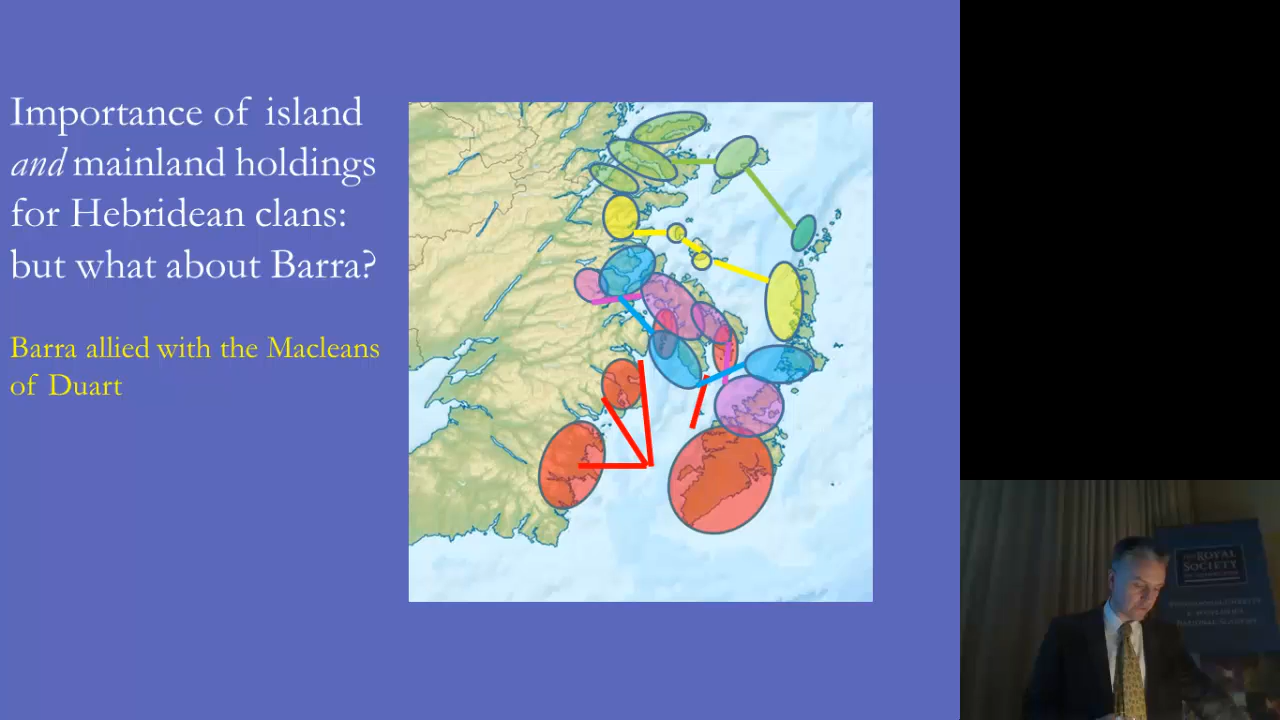 Importance of island
and mainland holdings
for Hebridean clans:
but what about Barra?
Barra allied with the Macleans
of Duart
ROYAL
SOCIETY